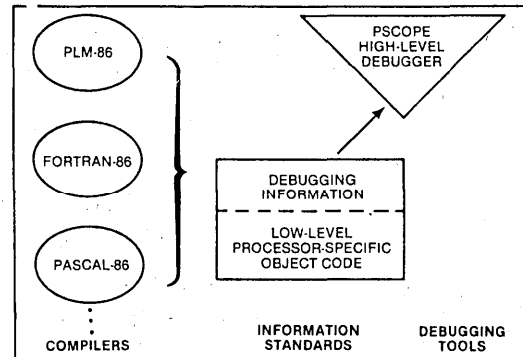 PLM-86
FORTRAN-86
PASCAL-86
COMPILERS
DEBUGGING
INFORMATION
LOW-LEVEL
PROCESSOR-SPECIFIC
OBJECT CODE
INFORMATION
STANDARDS
PSCOPE
HIGH-LEVEL
DEBUGGER
DEBUGGING
TOOLS